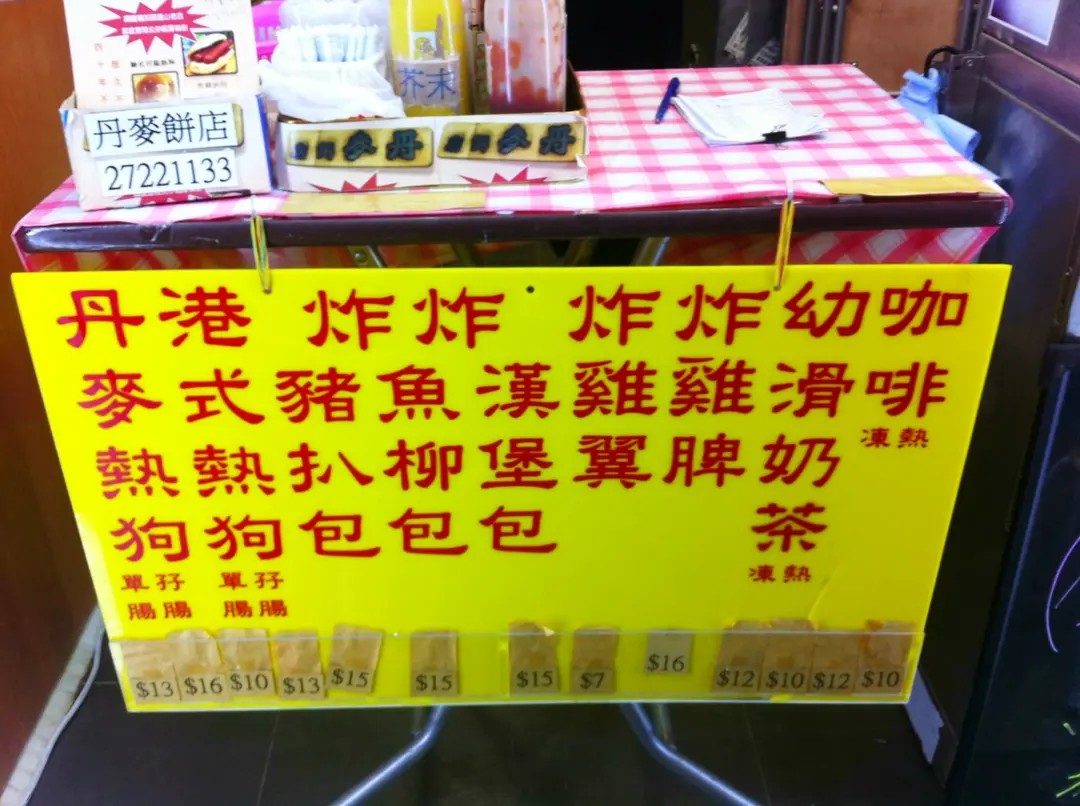 丹麥餅店
27221133
芥末
丹麥熱狗
單腸
孖腸
港式熱狗
單腸
孖腸
炸豬扒包
炸魚柳包
漢堡包
炸雞翼
炸雞脾
幼滑奶茶
凍 熱
咖啡
凍 熱
$13 $16 $10 $13 $15 $15 $15 $7 $16 $12 $10 $12 $10